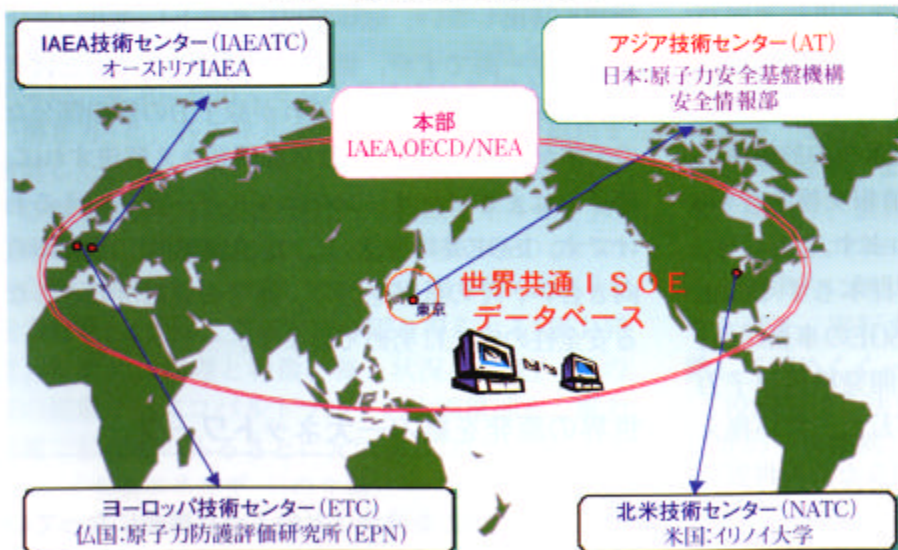 IAEA技術センター(IAEATC)
オーストリアIAEA
アジア技術センター(AT)
日本:原子力安全基盤機構
安全情報部
本部
IAEA,OECD/NEA
世界共通ISOE
データベース
東京
ヨーロッパ技術センター(ETC)
仏国:原子力防護評価研究所(EPN)
北米技術センター(NATC)
米国:イリノイ大学